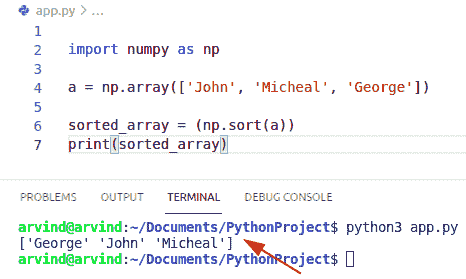 app.py > ...
1
2 import numpy as np
3
4 a = np.array(['John', 'Micheal', 'George'])
5
6 sorted_array = (np.sort(a))
7 print(sorted_array)
PROBLEMS OUTPUT TERMINAL DEBUG CONSOLE
arvind@arvind:~/Documents/PythonProject$ python3 app.py
['George' 'John' 'Micheal']
arvind@arvind:~/Documents/PythonProject$